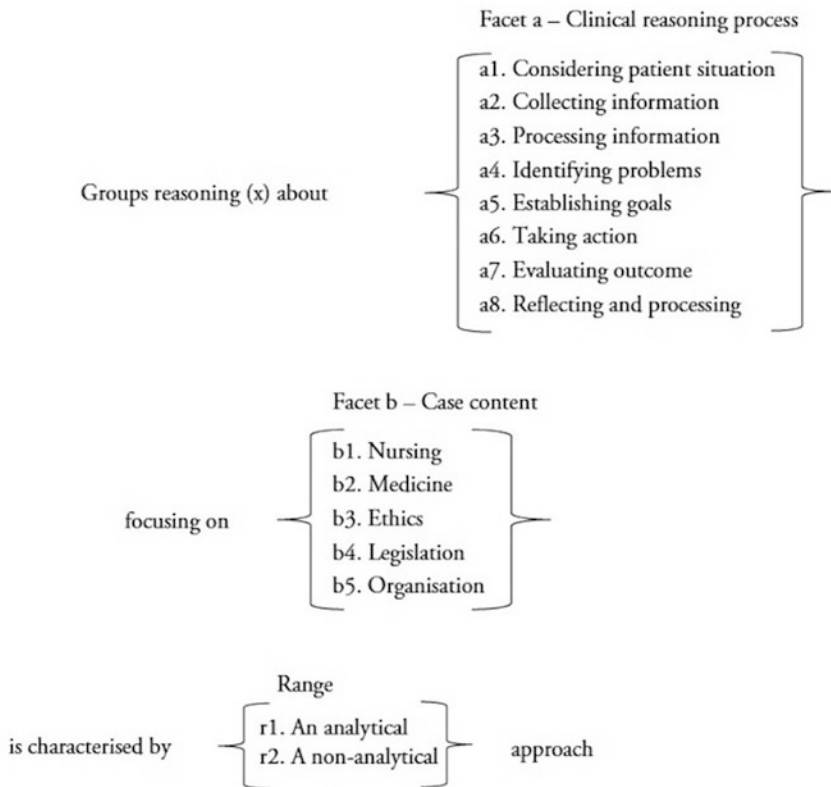 Facet a – Clinical reasoning process
a1. Considering patient situation
a2. Collecting information
a3. Processing information
a4. Identifying problems
Groups reasoning (x) about
a5. Establishing goals
a6. Taking action
a7. Evaluating outcome
a8. Reflecting and processing
Facet b – Case content
b1. Nursing
b2. Medicine
focusing on
b3. Ethics
b4. Legislation
b5. Organisation
Range
is characterised by
r1. An analytical
r2. A non-analytical
approach